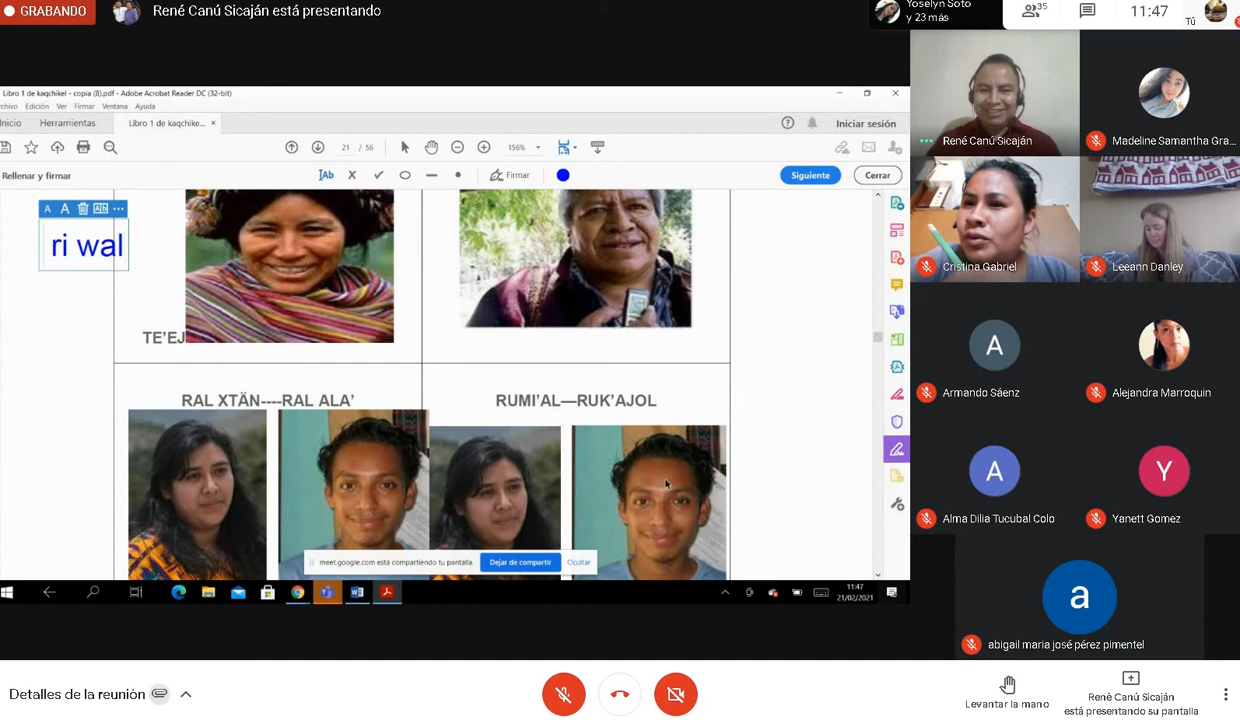 GRABANDO
René Canú Sicaján está presentando
Yoselyn Soto
y 23 más
35
11:47
Tú
Libro 1 de kaqchikel - copia (8).pdf - Adobe Acrobat Reader DC (32-bit)
rchivo Edición Ver Firmar Ventana Ayuda
Inicio Herramientas Libro 1 de kaqchike... × Iniciar sesión
21 / 56 156%
Rellenar y firmar Ab Firmar Siguiente Cerrar
A A
ri wal
TE'EJ
RAL XTÄN----RAL ALA'
RUMI'AL—RUK'AJOL
meet.google.com está compartiendo tu pantalla. Dejar de compartir Ocultar
11:47
21/02/2021
René Canú Sicaján
Madeline Samantha Gra...
Cristina Gabriel
Leeann Danley
A
Armando Sáenz
Alejandra Marroquin
A
Alma Dilia Tucubal Colo
Y
Yanett Gomez
a
abigail maria josé pérez pimentel
Detalles de la reunión
Levantar la mano
René Canú Sicaján
está presentando su pantalla